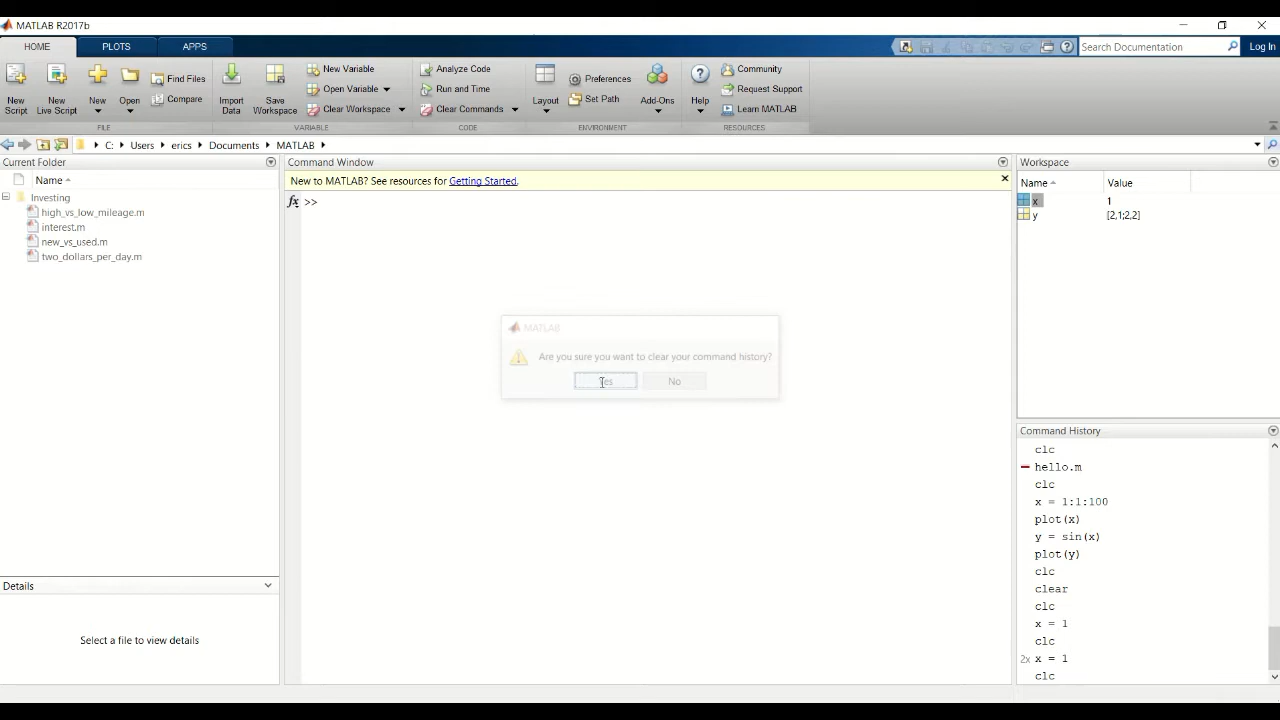 MATLAB R2017b
HOME
PLOTS
APPS
Search Documentation
Log In
New Script
New Live Script
New
Open
Find Files
Compare
Import Data
Save Workspace
New Variable
Open Variable
Clear Workspace
Analyze Code
Run and Time
Clear Commands
Layout
Preferences
Set Path
Add-Ons
Help
Community
Request Support
Learn MATLAB
FILE
VARIABLE
CODE
ENVIRONMENT
RESOURCES
C:
Users
erics
Documents
MATLAB
Current Folder
Name
Investing
high_vs_low_mileage.m
interest.m
new_vs_used.m
two_dollars_per_day.m
Details
Select a file to view details
Command Window
New to MATLAB? See resources for Getting Started.
fx >>
MATLAB
Are you sure you want to clear your command history?
Yes
No
Workspace
Name Value
x 1
y [2,1;2,2]
Command History
clc
hello.m
clc
x = 1:1:100
plot(x)
y = sin(x)
plot(y)
clc
clear
clc
x = 1
clc
2x x = 1
clc